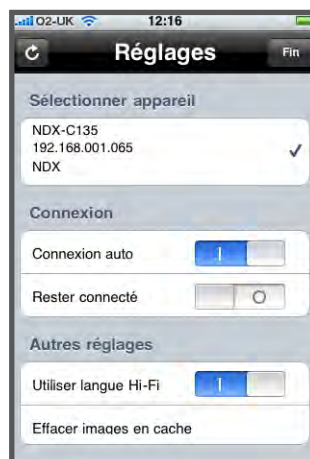 O2-UK 12:16
Réglages Fin
Sélectionner appareil
NDX-C135
192.168.001.065
NDX
Connexion
Connexion auto
Rester connecté
Autres réglages
Utiliser langue Hi-Fi
Effacer images en cache